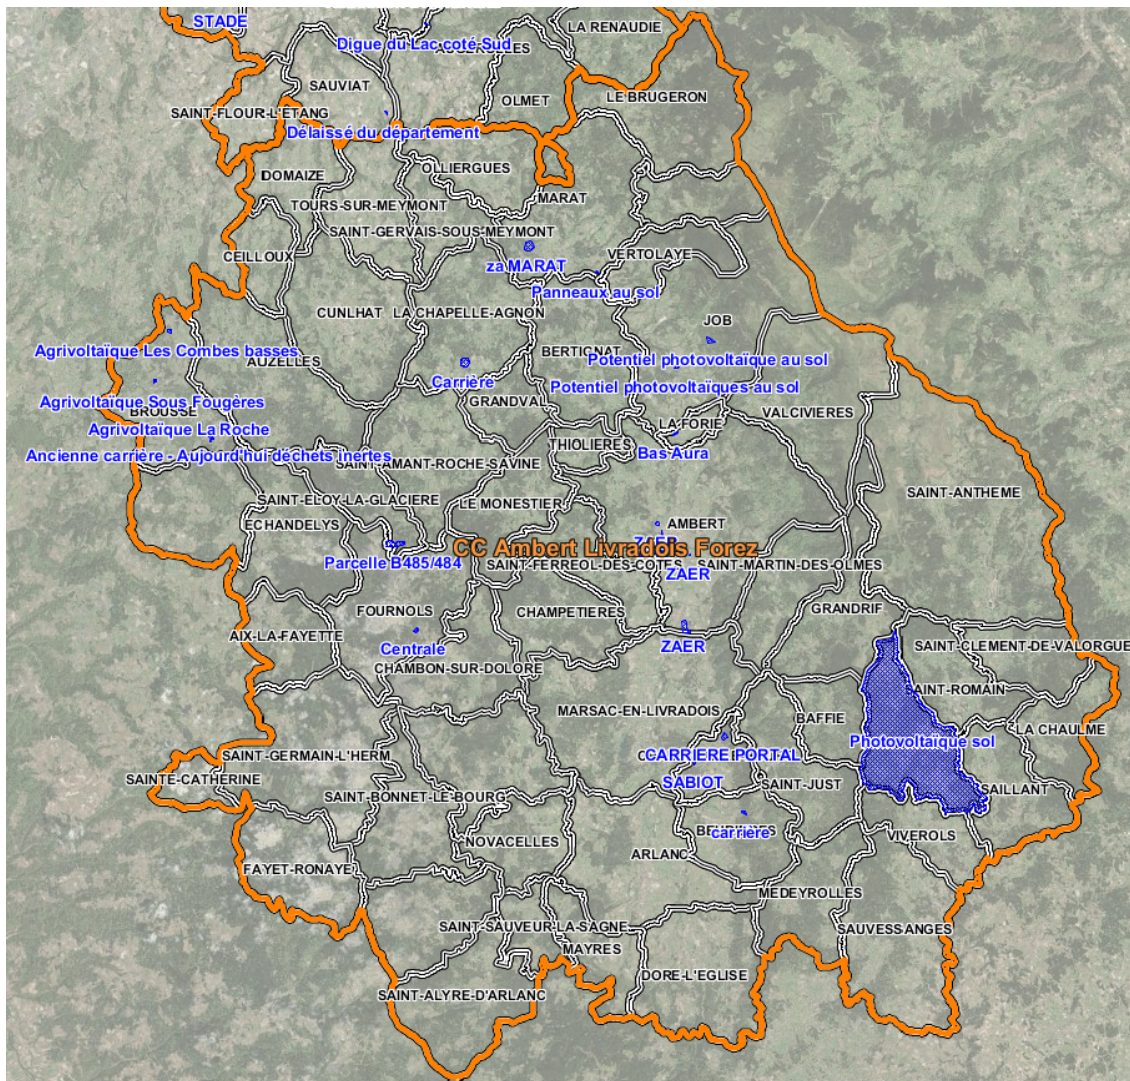 STADE
LA RENAUDIE
Digue du Lac coté Sud
SAUVIAT
OLMET
LE BRUGERON
SAINT-FLOUR-L'ÉTANG
Délaissé du département
OLLIERGUES
DOMAIZE
MARAT
TOURS-SUR-MEYMONT
SAINT-GERVAIS-SOUS-MEYMONT
CEILLOUX
VERTOLAYE
za MARAT
Panneaux au sol
CUNLHAT
LA CHAPELLE-AGNON
JOB
Agrivoltaïque Les Combes basses
BERTIGNAT
AUZELLES
Potentiel photovoltaïque au sol
Carrière
Potentiel photovoltaïques au sol
Agrivoltaïque Sous Fougères
GRANDVAL
BROUSSE
VALCIVIERES
LA FORIE
Agrivoltaïque La Roche
THIOLIERES
Bas Aura
Ancienne carrière - Aujourd'hui déchets inertes
SAINT-AMANT-ROCHE-SAVINE
SAINT-ANTHEME
SAINT-ELOY-LA-GLACIERE
LE MONESTIER
ECHANDELYS
AMBERT
ZAER
CC Ambert Livradois Forez
Parcelle B485/484
SAINT-FERREOL-DES-COTES
SAINT-MARTIN-DES-OLMES
ZAER
FOURNOLS
CHAMPETIERES
GRANDRIF
AIX-LA-FAYETTE
Centrale
ZAER
SAINT-CLEMENT-DE-VALORGUE
CHAMBON-SUR-DOLORE
SAINT-ROMAIN
MARSAC-EN-LIVRADOIS
BAFFIE
LA CHAULME
Photovoltaïque sol
SAINT-GERMAIN-L'HERM
CARRIERE PORTAL
SAINTE-CATHERINE
SABIOT
SAINT-JUST
SAILLANT
SAINT-BONNET-LE-BOURG
carrière
VIVEROLS
NOVACELLES
ARLANC
FAYET-RONAYE
MEDEYROLLES
SAINT-SAUVEUR-LA-SAGNE
SAUVESSANGES
MAYRES
DORE-L'EGLISE
SAINT-ALYRE-D'ARLANC